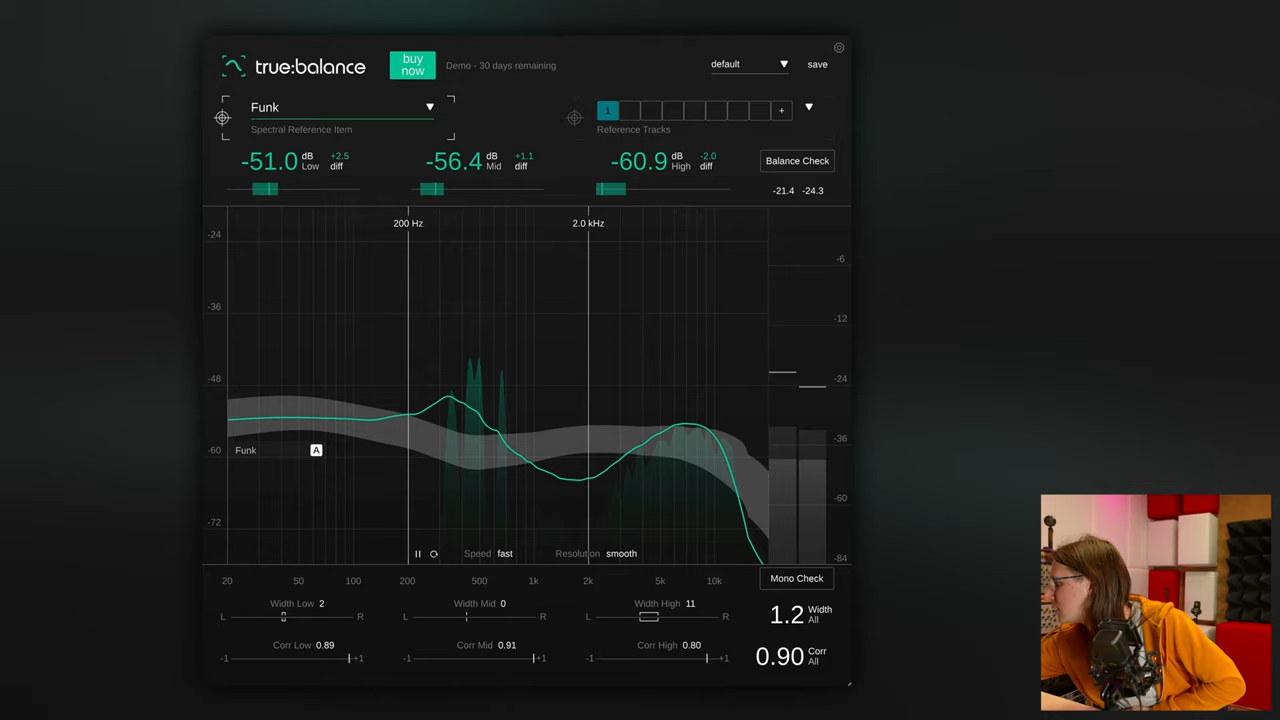 true:balance
buy now
Demo - 30 days remaining
default
save
Funk
Spectral Reference Item
1
+
Reference Tracks
-51.0 dB Low +2.5 diff
-56.4 dB Mid +1.1 diff
-60.9 dB High -2.0 diff
Balance Check
-21.4 -24.3
200 Hz
2.0 kHz
-24
-36
-48
-60
-72
-6
-12
-24
-36
-60
-84
Funk
A
Speed fast
Resolution smooth
20 50 100 200 500 1k 2k 5k 10k
Mono Check
Width Low 2
L R
Width Mid 0
L R
Width High 11
L R
1.2 Width All
Corr Low 0.89
-1 +1
Corr Mid 0.91
-1 +1
Corr High 0.80
-1 +1
0.90 Corr All